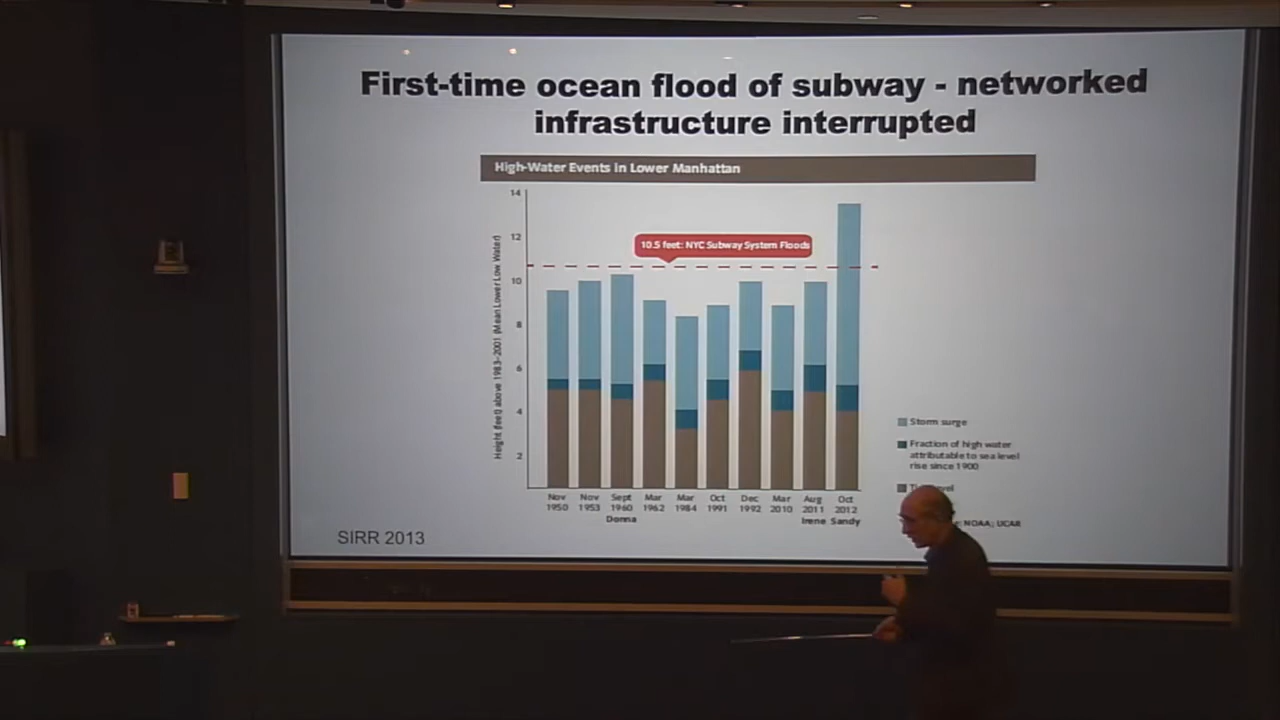 First-time ocean flood of subway - networked
infrastructure interrupted
High-Water Events in Lower Manhattan
Height (feet) above 1983-2001 (Mean Lower Low Water)
14
12
10
8
6
4
2
10.5 feet: NYC Subway System Floods
Nov Nov Sept Mar Mar Oct Dec Mar Aug Oct
1950 1953 1960 1962 1984 1991 1992 2010 2011 2012
Donna Irene Sandy
Storm surge
Fraction of high water
attributable to sea level
rise since 1900
NOAA; UCAR
SIRR 2013